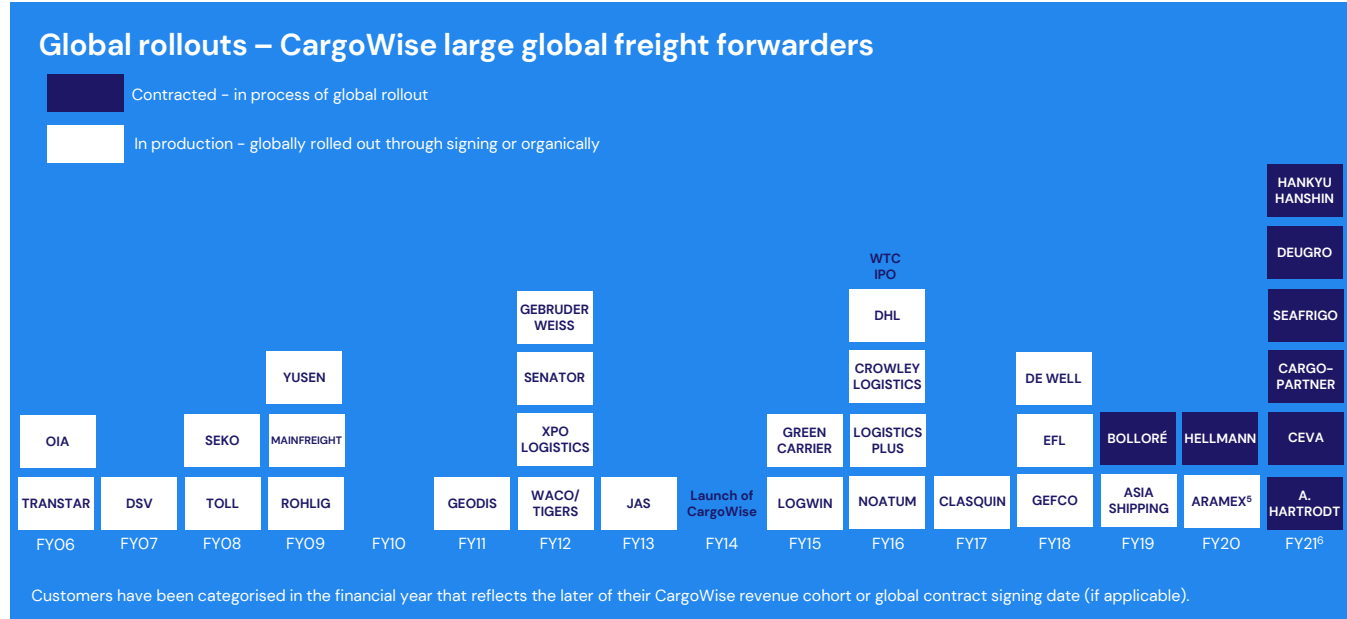 Global rollouts – CargoWise large global freight forwarders
Contracted - in process of global rollout
In production - globally rolled out through signing or organically
HANKYU
HANSHIN
DEUGRO
WTC
IPO
GEBRUDER
WEISS
DHL
SEAFRIGO
YUSEN
SENATOR
CROWLEY
LOGISTICS
DE WELL
CARGO-
PARTNER
OIA
SEKO
MAINFREIGHT
XPO
LOGISTICS
GREEN
CARRIER
LOGISTICS
PLUS
EFL
BOLLORÉ
HELLMANN
CEVA
TRANSTAR
DSV
TOLL
ROHLIG
GEODIS
WACO/
TIGERS
JAS
Launch of
CargoWise
LOGWIN
NOATUM
CLASQUIN
GEFCO
ASIA
SHIPPING
ARAMEX⁵
A.
HARTRODT
FY06 FY07 FY08 FY09 FY10 FY11 FY12 FY13 FY14 FY15 FY16 FY17 FY18 FY19 FY20 FY21⁶
Customers have been categorised in the financial year that reflects the later of their CargoWise revenue cohort or global contract signing date (if applicable).